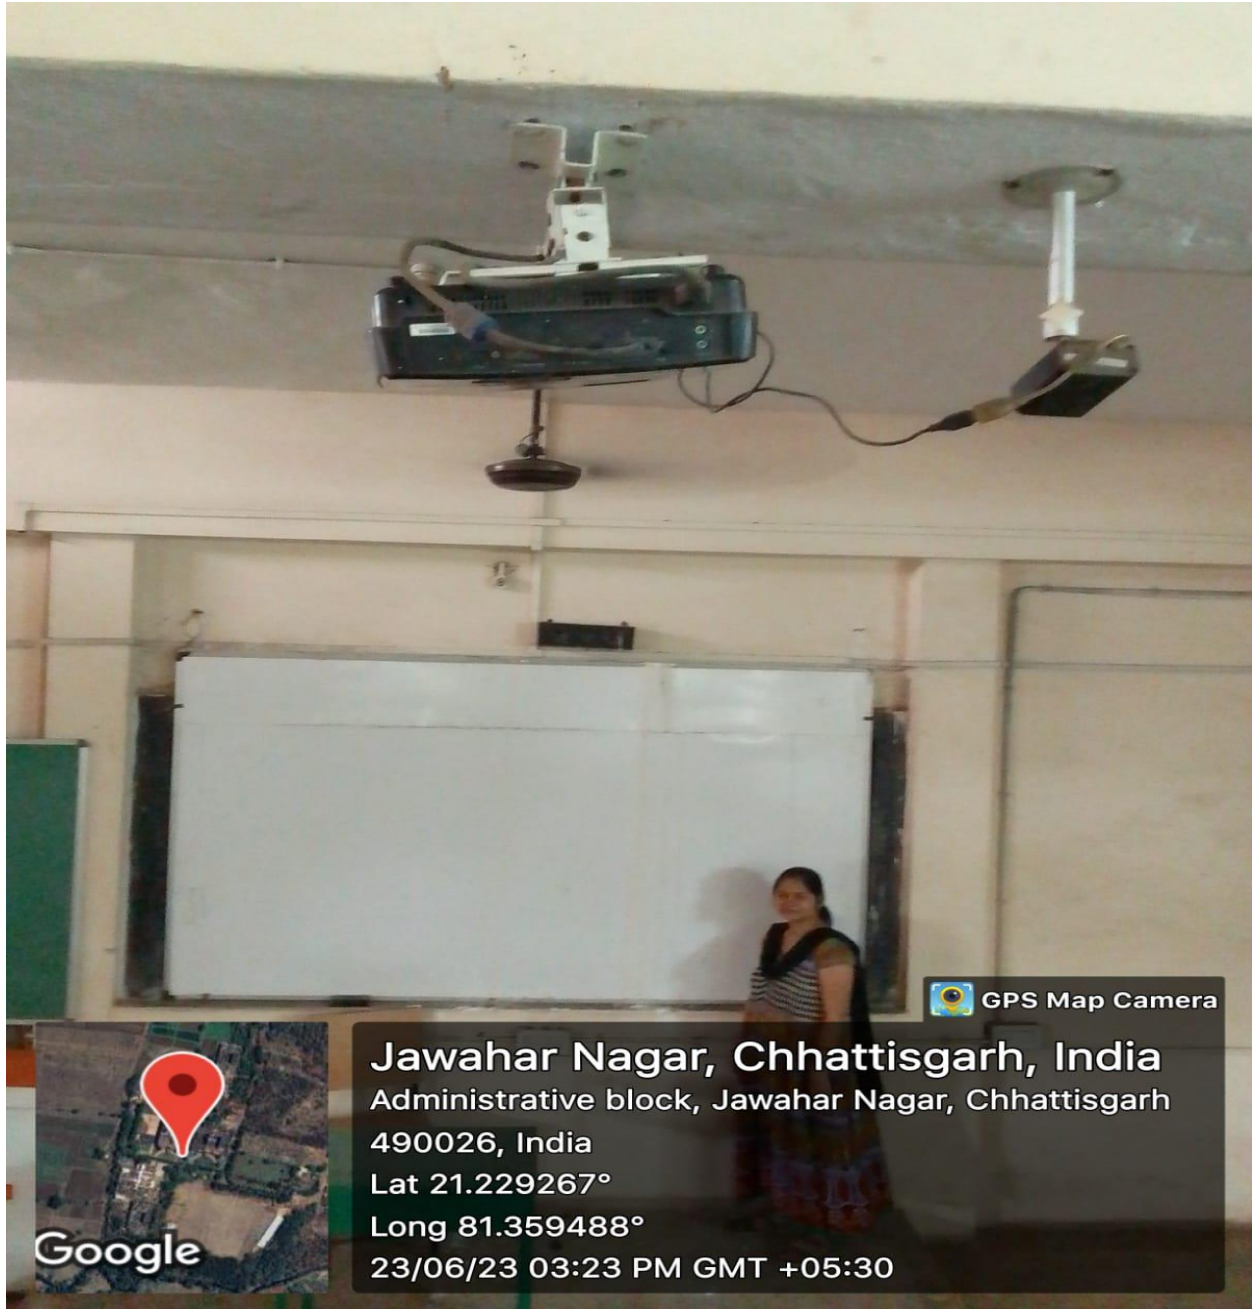 GPS Map Camera
Jawahar Nagar, Chhattisgarh, India
Administrative block, Jawahar Nagar, Chhattisgarh
490026, India
Lat 21.229267°
Long 81.359488°
23/06/23 03:23 PM GMT +05:30
Google